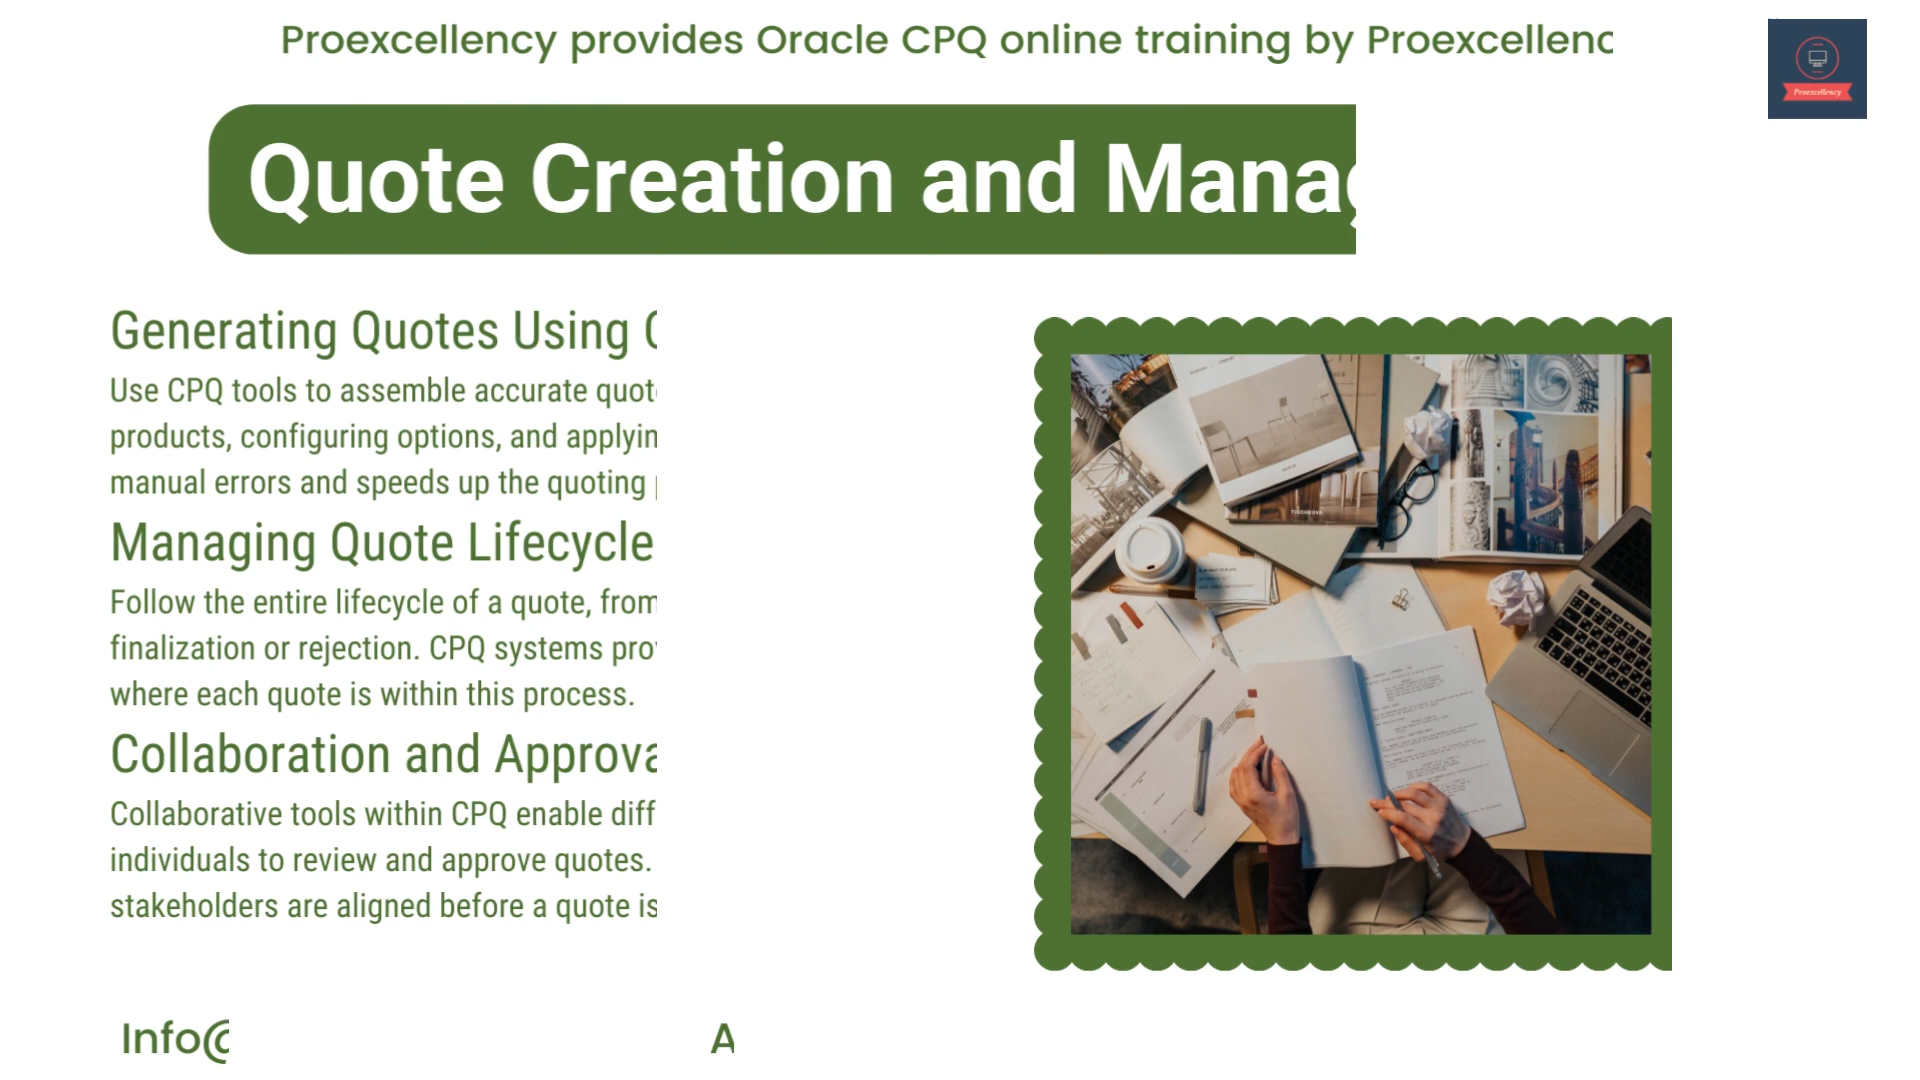 Proexcellency provides Oracle CPQ online training by Proexcellenc
Proexcellency
Quote Creation and Manag
Generating Quotes Using
Use CPQ tools to assemble accurate quot
products, configuring options, and applyin
manual errors and speeds up the quoting
Managing Quote Lifecycle
Follow the entire lifecycle of a quote, from
finalization or rejection. CPQ systems pro
where each quote is within this process.
Collaboration and Approva
Collaborative tools within CPQ enable diff
individuals to review and approve quotes.
stakeholders are aligned before a quote is
Info@
A